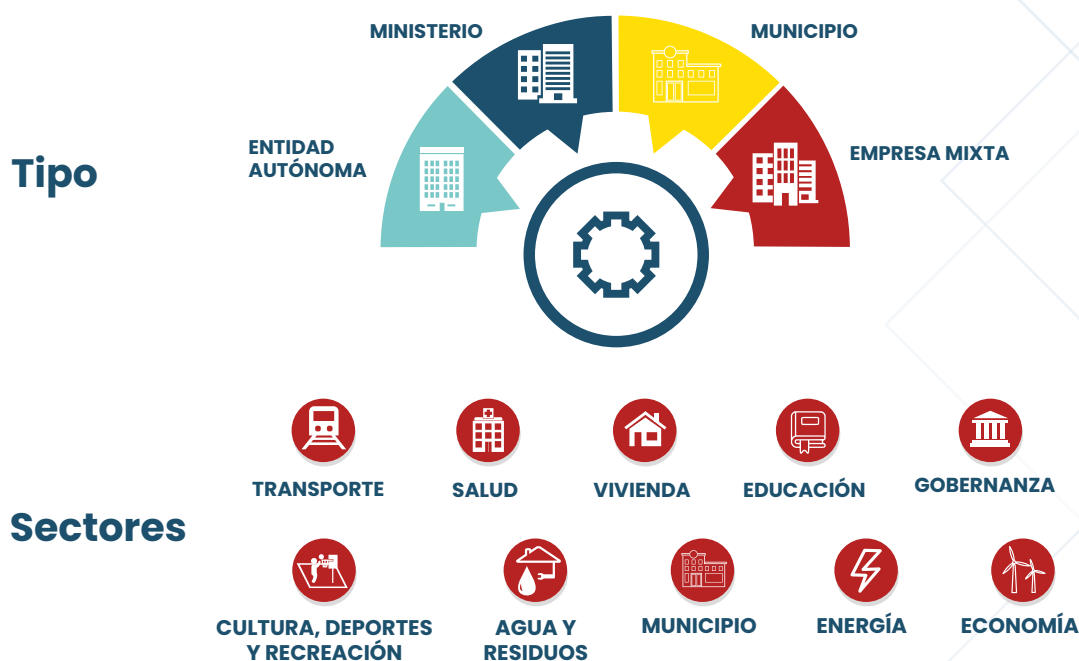 MINISTERIO
MUNICIPIO
ENTIDAD
AUTÓNOMA
EMPRESA MIXTA
Tipo
TRANSPORTE
SALUD
VIVIENDA
EDUCACIÓN
GOBERNANZA
Sectores
CULTURA, DEPORTES
Y RECREACIÓN
AGUA Y
RESIDUOS
MUNICIPIO
ENERGÍA
ECONOMÍA